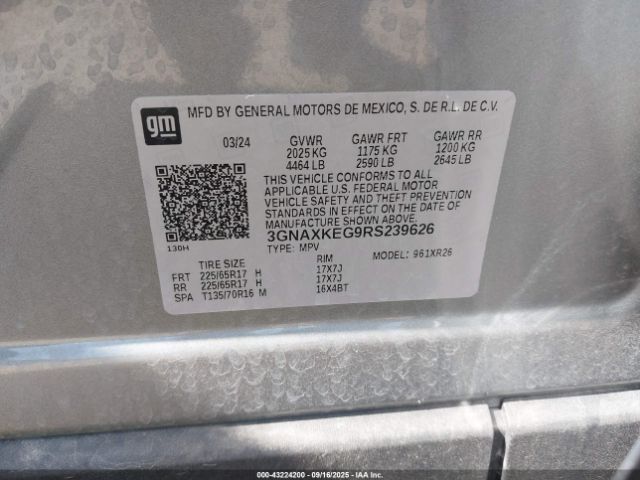 gm
MFD BY GENERAL MOTORS DE MEXICO, S. DE R.L. DE C.V.
03/24 GVWR GAWR FRT GAWR RR
2025 KG 1175 KG 1200 KG
4464 LB 2590 LB 2645 LB
THIS VEHICLE CONFORMS TO ALL
APPLICABLE U.S. FEDERAL MOTOR
VEHICLE SAFETY AND THEFT PREVENTION
STANDARDS IN EFFECT ON THE DATE OF
MANUFACTURE SHOWN ABOVE.
3GNAXKEG9RS239626
130H
TYPE: MPV MODEL: 961XR26
TIRE SIZE RIM
FRT 225/65R17 H 17X7J
RR 225/65R17 H 17X7J
SPA T135/70R16 M 16X4BT
000-43224200 - 09/16/2025 - IAA Inc.